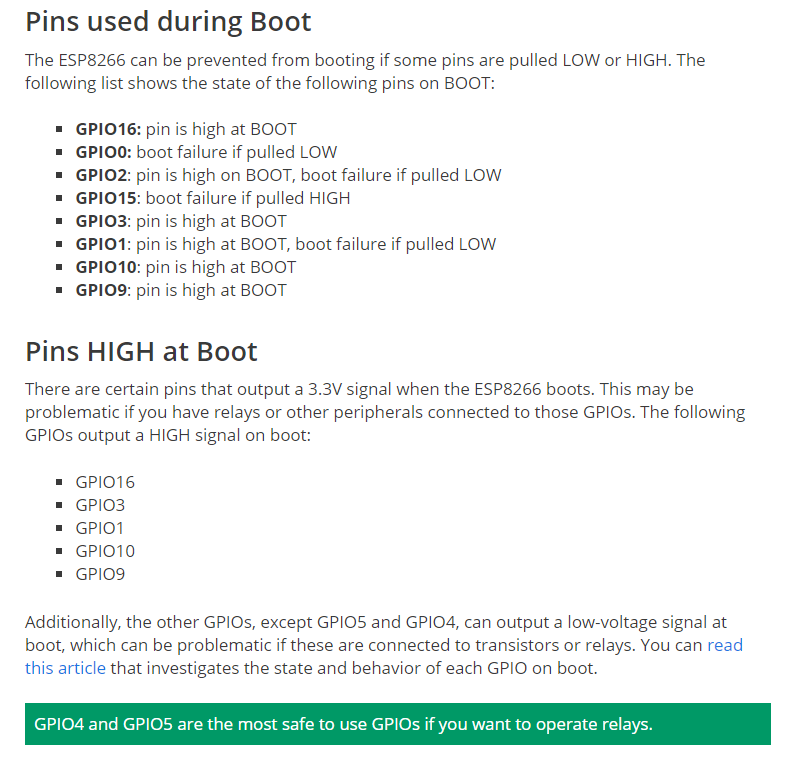 Pins used during Boot
The ESP8266 can be prevented from booting if some pins are pulled LOW or HIGH. The
following list shows the state of the following pins on BOOT:
▪ GPIO16: pin is high at BOOT
▪ GPIO0: boot failure if pulled LOW
▪ GPIO2: pin is high on BOOT, boot failure if pulled LOW
▪ GPIO15: boot failure if pulled HIGH
▪ GPIO3: pin is high at BOOT
▪ GPIO1: pin is high at BOOT, boot failure if pulled LOW
▪ GPIO10: pin is high at BOOT
▪ GPIO9: pin is high at BOOT
Pins HIGH at Boot
There are certain pins that output a 3.3V signal when the ESP8266 boots. This may be
problematic if you have relays or other peripherals connected to those GPIOs. The following
GPIOs output a HIGH signal on boot:
▪ GPIO16
▪ GPIO3
▪ GPIO1
▪ GPIO10
▪ GPIO9
Additionally, the other GPIOs, except GPIO5 and GPIO4, can output a low-voltage signal at
boot, which can be problematic if these are connected to transistors or relays. You can read
this article that investigates the state and behavior of each GPIO on boot.
GPIO4 and GPIO5 are the most safe to use GPIOs if you want to operate relays.